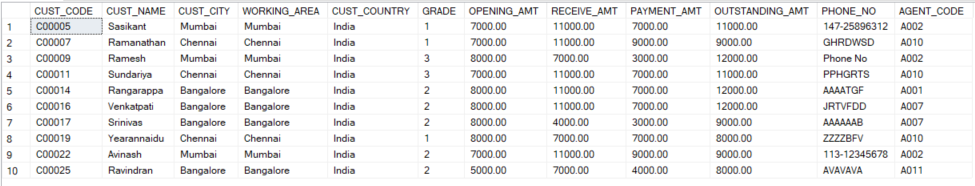 CUST_CODE CUST_NAME CUST_CITY WORKING_AREA CUST_COUNTRY GRADE OPENING_AMT RECEIVE_AMT PAYMENT_AMT OUTSTANDING_AMT PHONE_NO AGENT_CODE
1 C00005 Sasikant Mumbai Mumbai India 1 7000.00 11000.00 7000.00 11000.00 147-25896312 A002
2 C00007 Ramanathan Chennai Chennai India 1 7000.00 11000.00 9000.00 9000.00 GHRDWSD A010
3 C00009 Ramesh Mumbai Mumbai India 3 8000.00 7000.00 3000.00 12000.00 Phone No A002
4 C00011 Sundariya Chennai Chennai India 3 7000.00 11000.00 7000.00 11000.00 PPHGRTS A010
5 C00014 Rangarappa Bangalore Bangalore India 2 8000.00 11000.00 7000.00 12000.00 AAAATGF A001
6 C00016 Venkatpati Bangalore Bangalore India 2 8000.00 11000.00 7000.00 12000.00 JRTVFDD A007
7 C00017 Srinivas Bangalore Bangalore India 2 8000.00 4000.00 3000.00 9000.00 AAAAAAB A007
8 C00019 Yearannaidu Chennai Chennai India 1 8000.00 7000.00 7000.00 8000.00 ZZZZBFV A010
9 C00022 Avinash Mumbai Mumbai India 2 7000.00 11000.00 9000.00 9000.00 113-12345678 A002
10 C00025 Ravindran Bangalore Bangalore India 2 5000.00 7000.00 4000.00 8000.00 AVAVAVA A011